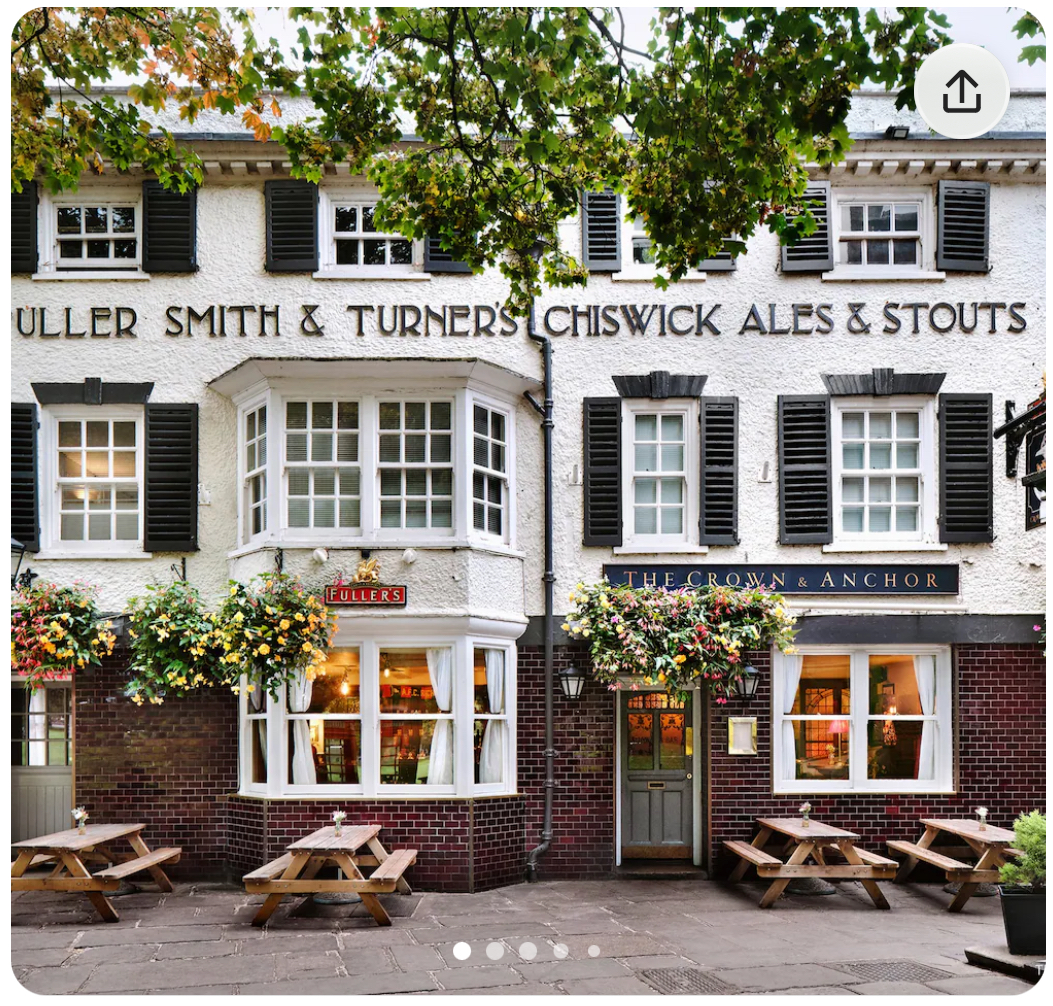 ULLER SMITH & TURNER'S CHISWICK ALES & STOUTS
THE CROWN & ANCHOR
FULLER'S
A.F.C.